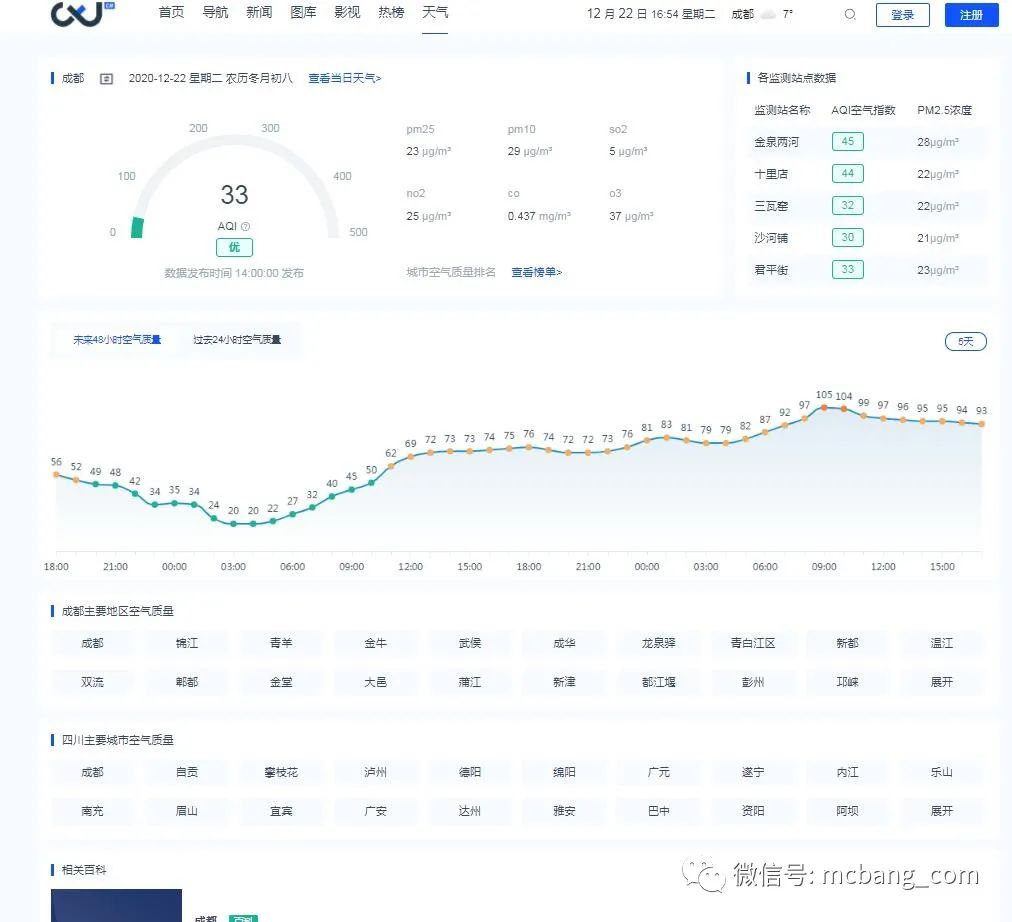 首页 导航 新闻 图库 影视 热榜 天气 12 月 22 日 16:54 星期二 成都 7° 登录 注册
成都 2020-12-22 星期二 农历冬月初八 查看当日天气>
0 100 200 300 400 500
33
AQI
优
数据发布时间 14:00:00 发布
pm25 pm10 so2
23 μg/m³ 29 μg/m³ 5 μg/m³
no2 co o3
25 μg/m³ 0.437 mg/m³ 37 μg/m³
城市空气质量排名 查看榜单>
各监测站点数据
监测站名称 AQI空气指数 PM2.5浓度
金泉两河 45 28μg/m³
十里店 44 22μg/m³
三瓦窑 32 22μg/m³
沙河铺 30 21μg/m³
君平街 33 23μg/m³
未来48小时空气质量 过去24小时空气质量 5天
56 52 49 48 42 34 35 34 24 20 20 22 27 32 40 45 50 62 69 72 73 73 74 75 76 74 72 72 73 76 81 83 81 79 79 82 87 92 97 105 104 99 97 96 95 95 94 93
18:00 21:00 00:00 03:00 06:00 09:00 12:00 15:00 18:00 21:00 00:00 03:00 06:00 09:00 12:00 15:00
成都主要地区空气质量
成都 锦江 青羊 金牛 武侯 成华 龙泉驿 青白江区 新都 温江
双流 郫都 金堂 大邑 蒲江 新津 都江堰 彭州 邛崃 展开
四川主要城市空气质量
成都 自贡 攀枝花 泸州 德阳 绵阳 广元 遂宁 内江 乐山
南充 眉山 宜宾 广安 达州 雅安 巴中 资阳 阿坝 展开
相关百科
成都 百科
微信号: mcbang_com